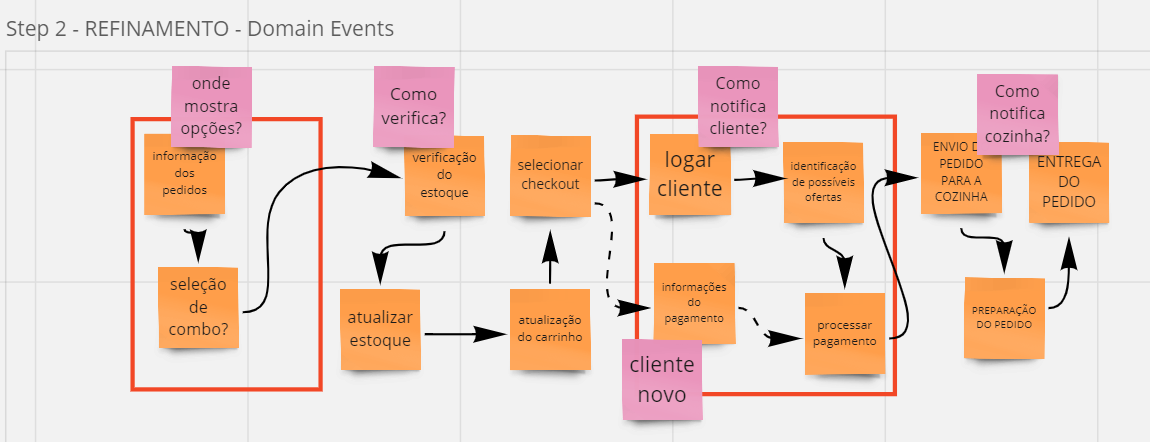 Step 2 - REFINAMENTO - Domain Events
onde
mostra
opções?
informação
dos
pedidos
seleção
de
combo?
Como
verifica?
verificação
do
estoque
atualizar
estoque
selecionar
checkout
atualização
do carrinho
Como
notifica
cliente?
logar
cliente
identificação
de possíveis
ofertas
informações
do
pagamento
processar
pagamento
cliente
novo
Como
notifica
cozinha?
ENVIO
PEDIDO
PARA A
COZINHA
ENTREGA
DO
PEDIDO
PREPARAÇÃO
DO PEDIDO